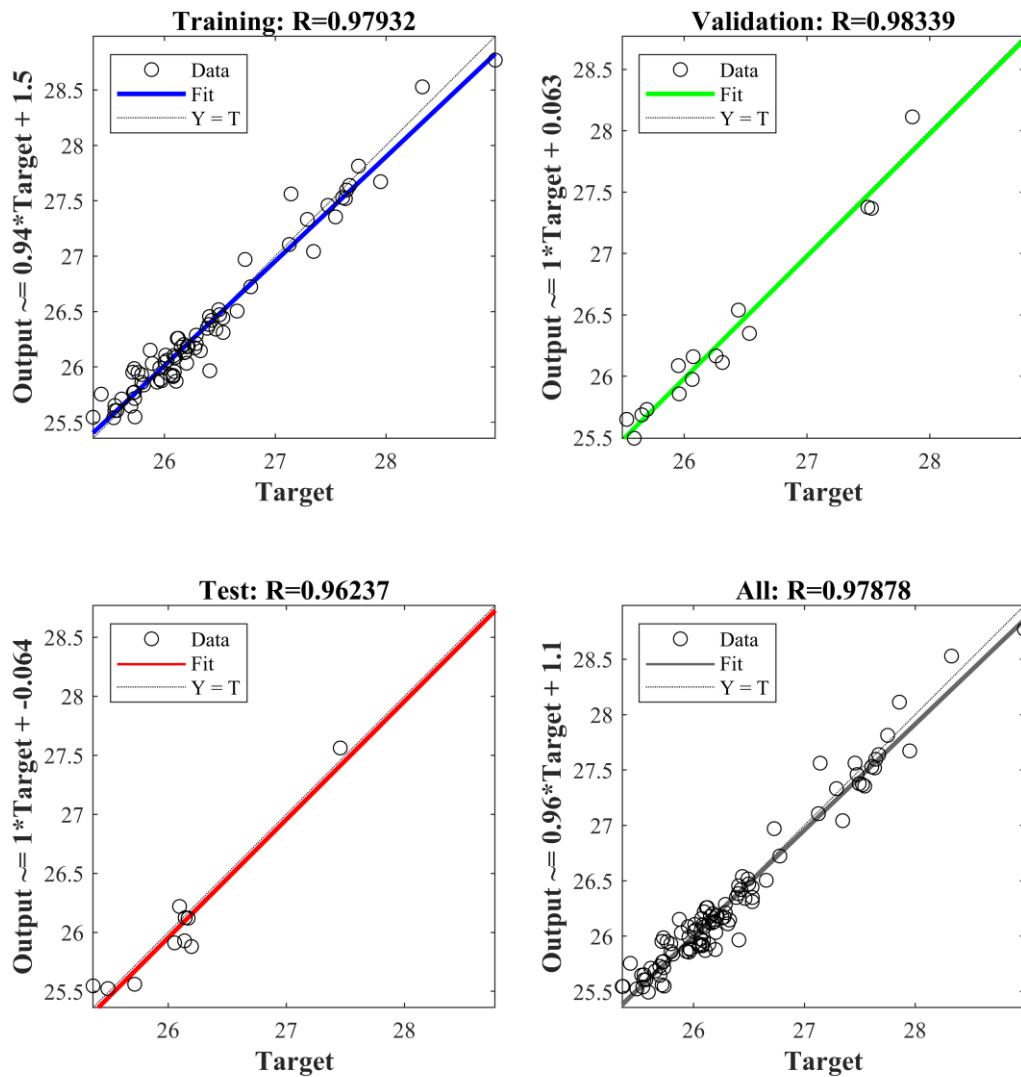 Training: R=0.97932
Data
Fit
Y = T
Output ~= 0.94*Target + 1.5
28.5
28
27.5
27
26.5
26
25.5
26 27 28
Target
Validation: R=0.98339
Data
Fit
Y = T
Output ~= 1*Target + 0.063
28.5
28
27.5
27
26.5
26
25.5
26 27 28
Target
Test: R=0.96237
Data
Fit
Y = T
Output ~= 1*Target + -0.064
28.5
28
27.5
27
26.5
26
25.5
26 27 28
Target
All: R=0.97878
Data
Fit
Y = T
Output ~= 0.96*Target + 1.1
28.5
28
27.5
27
26.5
26
25.5
26 27 28
Target